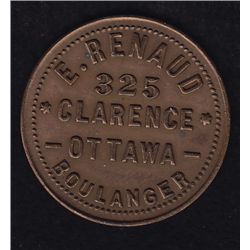 E. RENAUD
325
CLARENCE
OTTAWA
BOULANGER